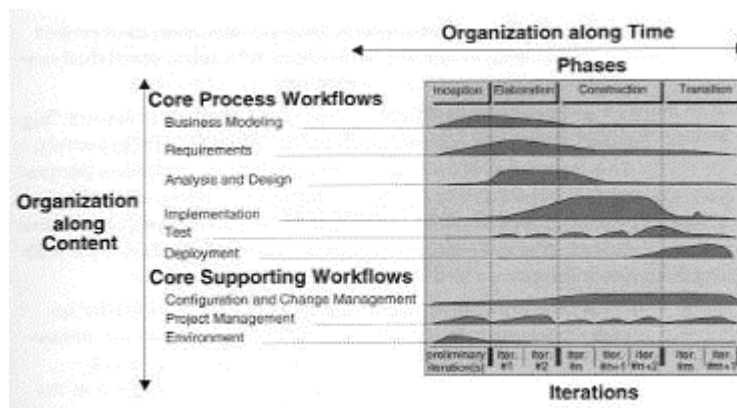 Organization along Time
Phases
Inception Elaboration Construction Transition
Core Process Workflows
Business Modeling
Requirements
Analysis and Design
Implementation
Test
Deployment
Organization
along
Content
Core Supporting Workflows
Configuration and Change Management
Project Management
Environment
preliminary iter. iter. iter. iter. iter. iter. iter.
iteration(s) #1 #2 #n #n+1 #n+2 #m #m+1
Iterations